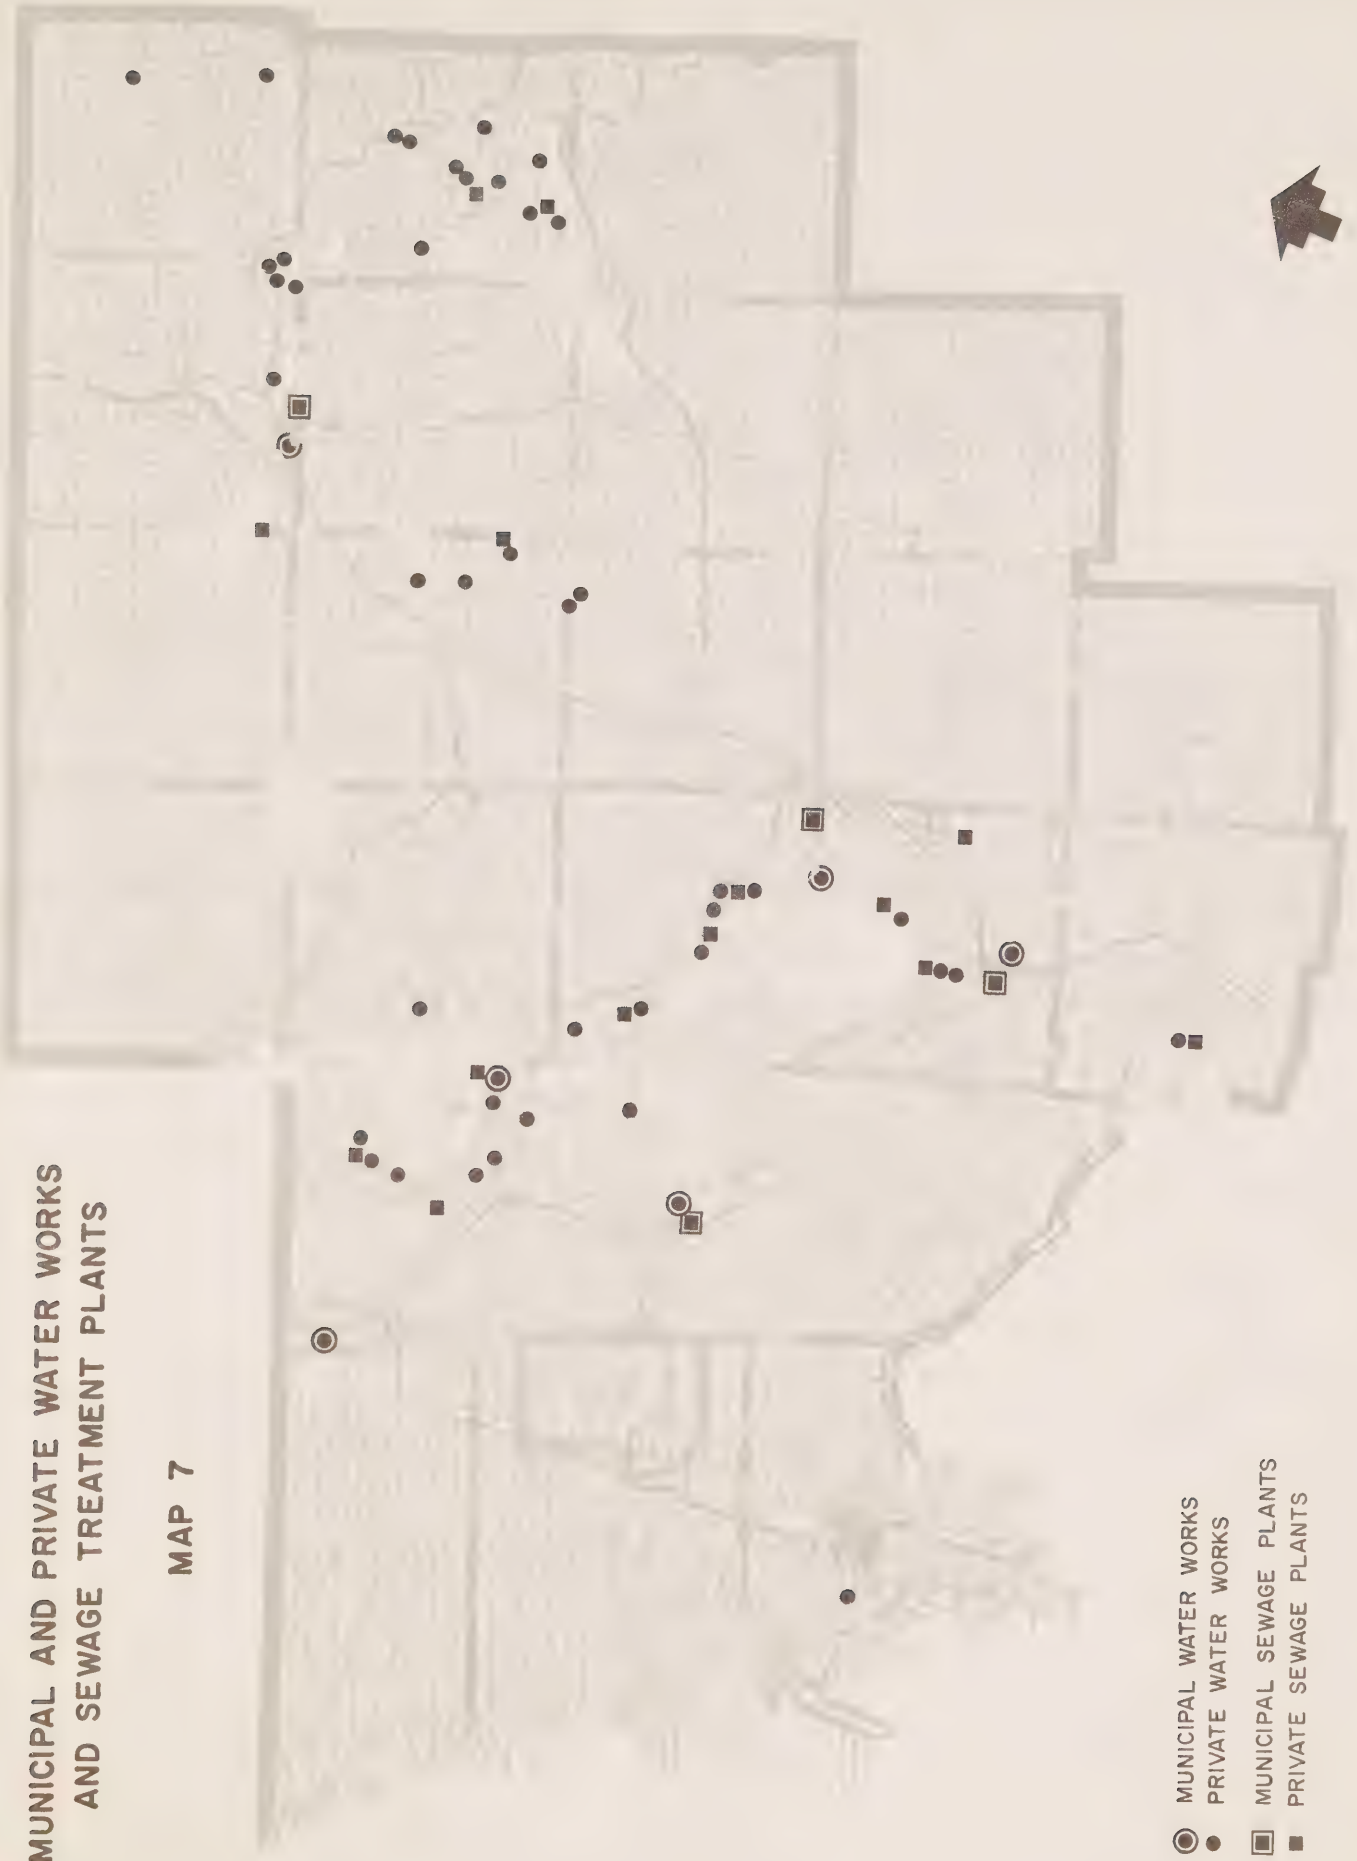 MUNICIPAL AND PRIVATE WATER WORKS
AND SEWAGE TREATMENT PLANTS
MAP 7
MUNICIPAL WATER WORKS
PRIVATE WATER WORKS
MUNICIPAL SEWAGE PLANTS
PRIVATE SEWAGE PLANTS